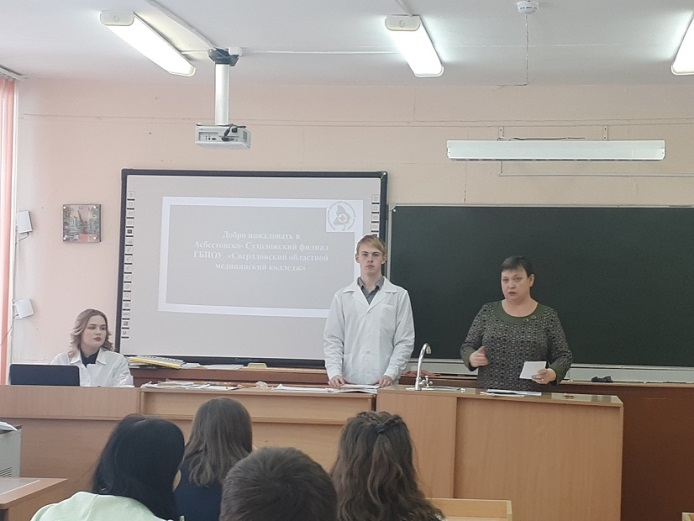 Добро пожаловать в
Асбестовско-Сухоложский филиал
ГБПОУ «Свердловский областной
медицинский колледж»